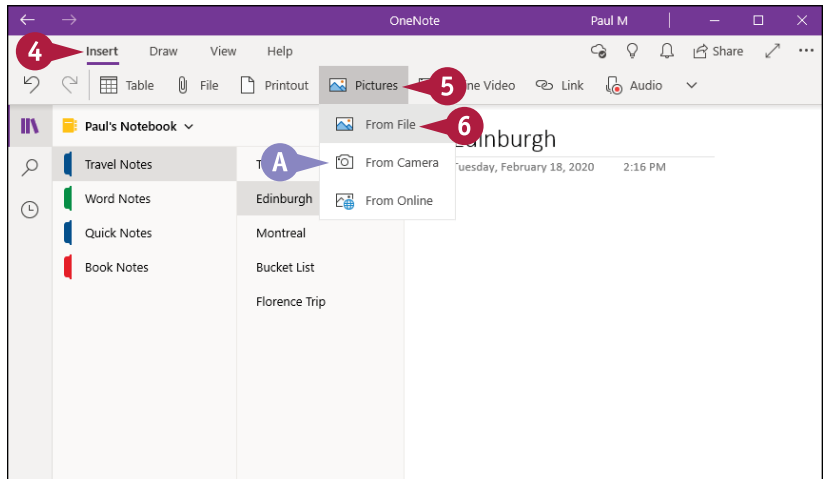 OneNote
Paul M
4 Insert Draw View Help Share
Table File Printout Pictures 5 Video Link Audio
Paul's Notebook
From File 6
Edinburgh
Travel Notes
A From Camera
Tuesday, February 18, 2020 2:16 PM
Word Notes
Edinburgh
From Online
Quick Notes
Montreal
Book Notes
Bucket List
Florence Trip